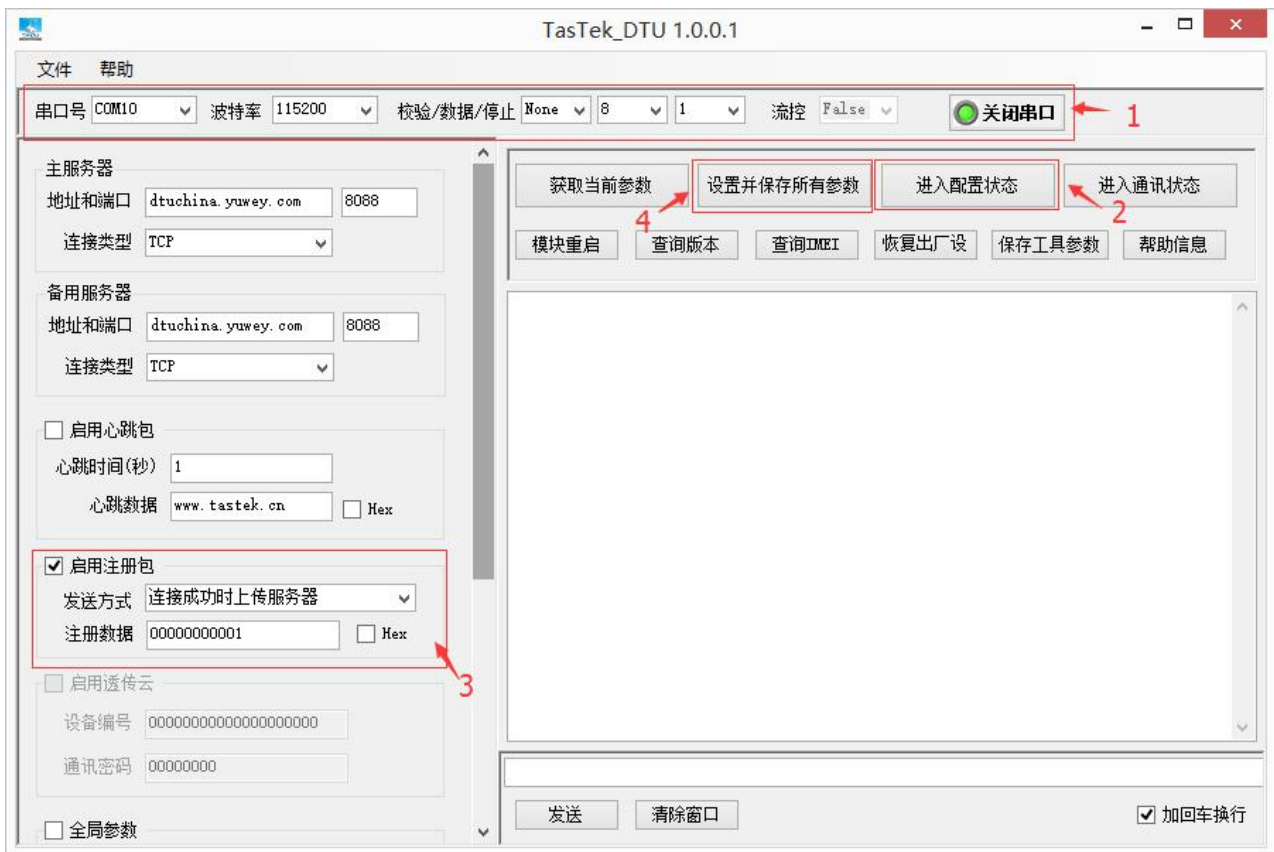 TasTek_DTU 1.0.0.1
文件 帮助
串口号 COM10 波特率 115200 校验/数据/停止 None 8 1 流控 False 关闭串口 1
主服务器
地址和端口 dtuchina.yuwey.com 8088
连接类型 TCP
备用服务器
地址和端口 dtuchina.yuwey.com 8088
连接类型 TCP
启用心跳包
心跳时间(秒) 1
心跳数据 www.tastek.cn Hex
启用注册包
发送方式 连接成功时上传服务器
注册数据 00000000001 Hex
3
启用透传云
设备编号 00000000000000000000
通讯密码 00000000
全局参数
获取当前参数 设置并保存所有参数 进入配置状态 进入通讯状态
4 2
模块重启 查询版本 查询IMEI 恢复出厂设 保存工具参数 帮助信息
发送 清除窗口 加回车换行